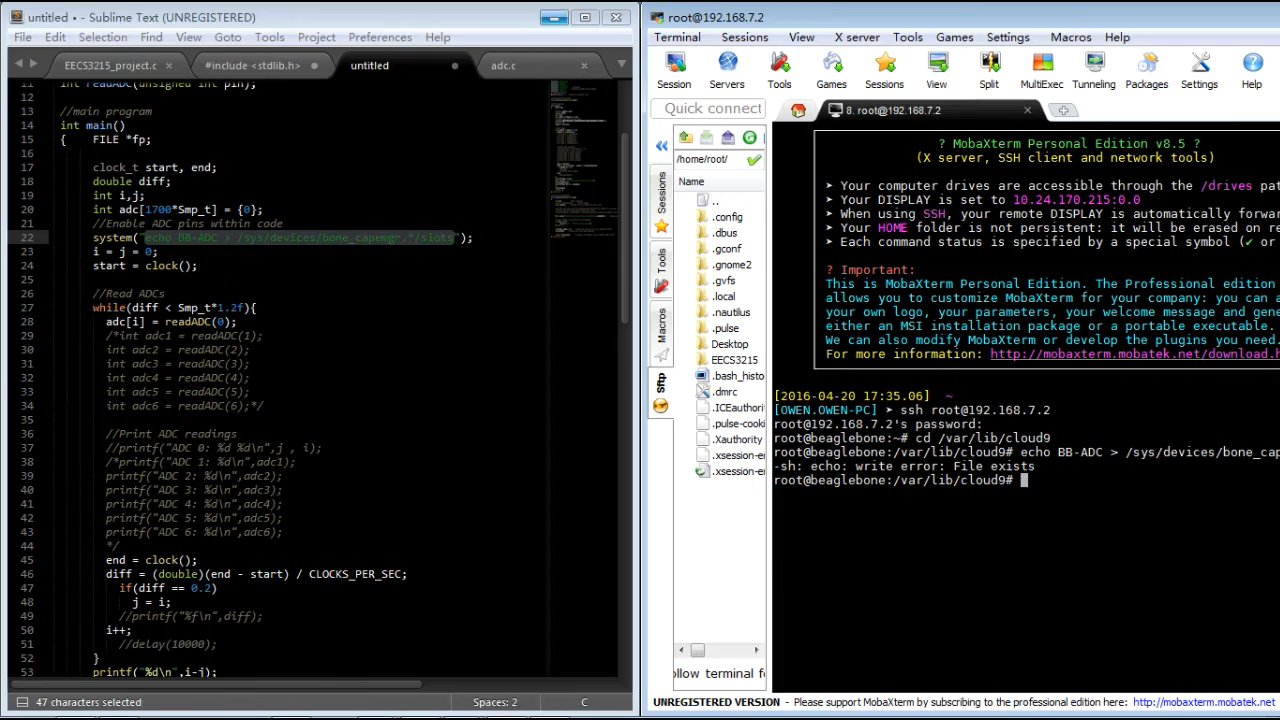 untitled • - Sublime Text (UNREGISTERED)
File Edit Selection Find View Goto Tools Project Preferences Help
EECS3215_project.c × #include <stdlib.h> untitled adc.c ×
11 int readADC(unsigned int pin);
12
13 //main program
14 int main()
15 { FILE *fp;
16
17 clock_t start, end;
18 double diff;
19 int i,j;
20 int adc[1700*Smp_t] = {0};
21 //Enable ADC pins within code
22 system("echo BB-ADC > /sys/devices/bone_capemgr.*/slots");
23 i = j = 0;
24 start = clock();
25
26 //Read ADCs
27 while(diff < Smp_t*1.2f){
28 adc[i] = readADC(0);
29 /*int adc1 = readADC(1);
30 int adc2 = readADC(2);
31 int adc3 = readADC(3);
32 int adc4 = readADC(4);
33 int adc5 = readADC(5);
34 int adc6 = readADC(6);*/
35
36 //Print ADC readings
37 //printf("ADC 0: %d %d\n",j , i);
38 /*printf("ADC 1: %d\n",adc1);
39 printf("ADC 2: %d\n",adc2);
40 printf("ADC 3: %d\n",adc3);
41 printf("ADC 4: %d\n",adc4);
42 printf("ADC 5: %d\n",adc5);
43 printf("ADC 6: %d\n",adc6);
44 */
45 end = clock();
46 diff = (double)(end - start) / CLOCKS_PER_SEC;
47 if(diff == 0.2)
48 j = i;
49 //printf("%f\n",diff);
50 i++;
51 //delay(10000);
52 }
53 printf("%d\n",i-j);
47 characters selected Spaces: 2 C
root@192.168.7.2
Terminal Sessions View X server Tools Games Settings Macros Help
Session Servers Tools Games Sessions View Split MultiExec Tunneling Packages Settings Help
Quick connect
8. root@192.168.7.2
/home/root/
Name
..
.config
.dbus
.gconf
.gnome2
.gvfs
.local
.nautilus
.pulse
Desktop
EECS3215
.bash_histo
.dmrc
.ICEauthori
.pulse-cook
.Xauthority
.xsession-er
.xsession-er
Sessions
Tools
Macros
Sftp
ollow terminal fo
? MobaXterm Personal Edition v8.5 ?
(X server, SSH client and network tools)
Your computer drives are accessible through the /drives pat
Your DISPLAY is set to 13.24.170.215:0.0
When using SSH, your remote DISPLAY is automatically
Your HOME folder is not persistent: it will be erased on
Each command status is specified by a special symbol (✔ or
? Important:
This is MobaXterm Personal Edition. The Professional edition
allows you to customize MobaXterm for your company: you can a
your own logo, your parameters, your welcome message and gene
either an MSI installation package or a portable executable.
We can also modify MobaXterm or develop the plugins you need.
For more information: http://mobaxterm.mobatek.net/download.h
[2016-04-20 17:35.06] ~
[OWEN.OWEN-PC] ➤ ssh root@192.168.7.2
root@192.168.7.2's password:
root@beaglebone:~# cd /var/lib/cloud9
root@beaglebone:/var/lib/cloud9# echo BB-ADC > /sys/devices/bone_cap
-sh: echo: write error: File exists
root@beaglebone:/var/lib/cloud9#
UNREGISTERED VERSION - Please support MobaXterm by subscribing to the professional edition here: http://mobaxterm.mobatek.net